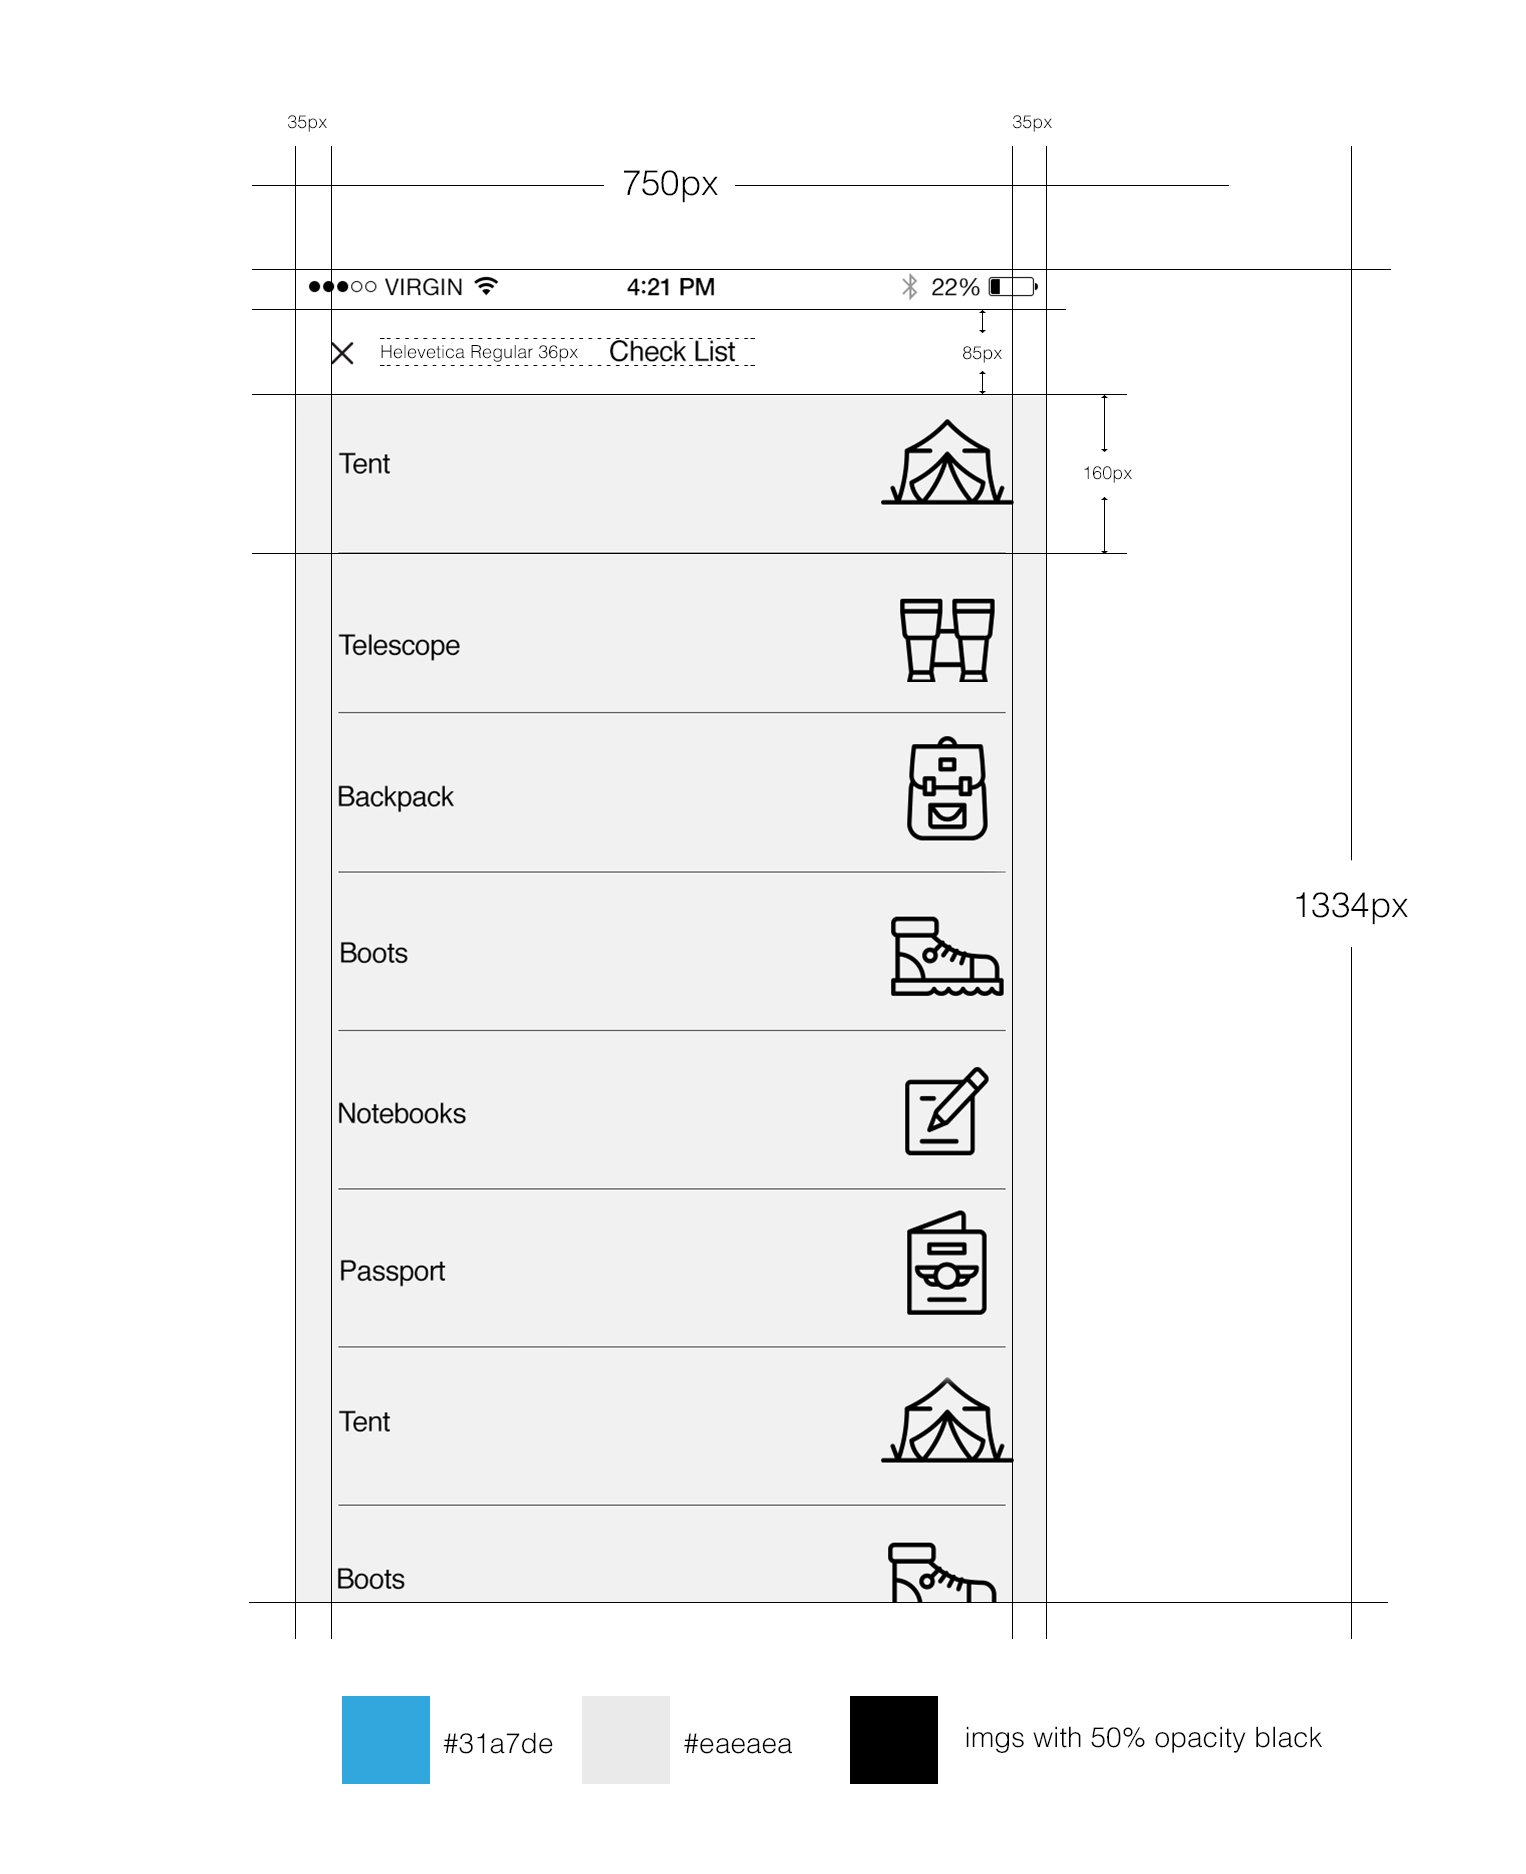 35px
35px
750px
VIRGIN 4:21 PM 22%
Helevetica Regular 36px Check List
85px
Tent
160px
Telescope
Backpack
1334px
Boots
Notebooks
Passport
Tent
Boots
#31a7de
#eaeaea
imgs with 50% opacity black